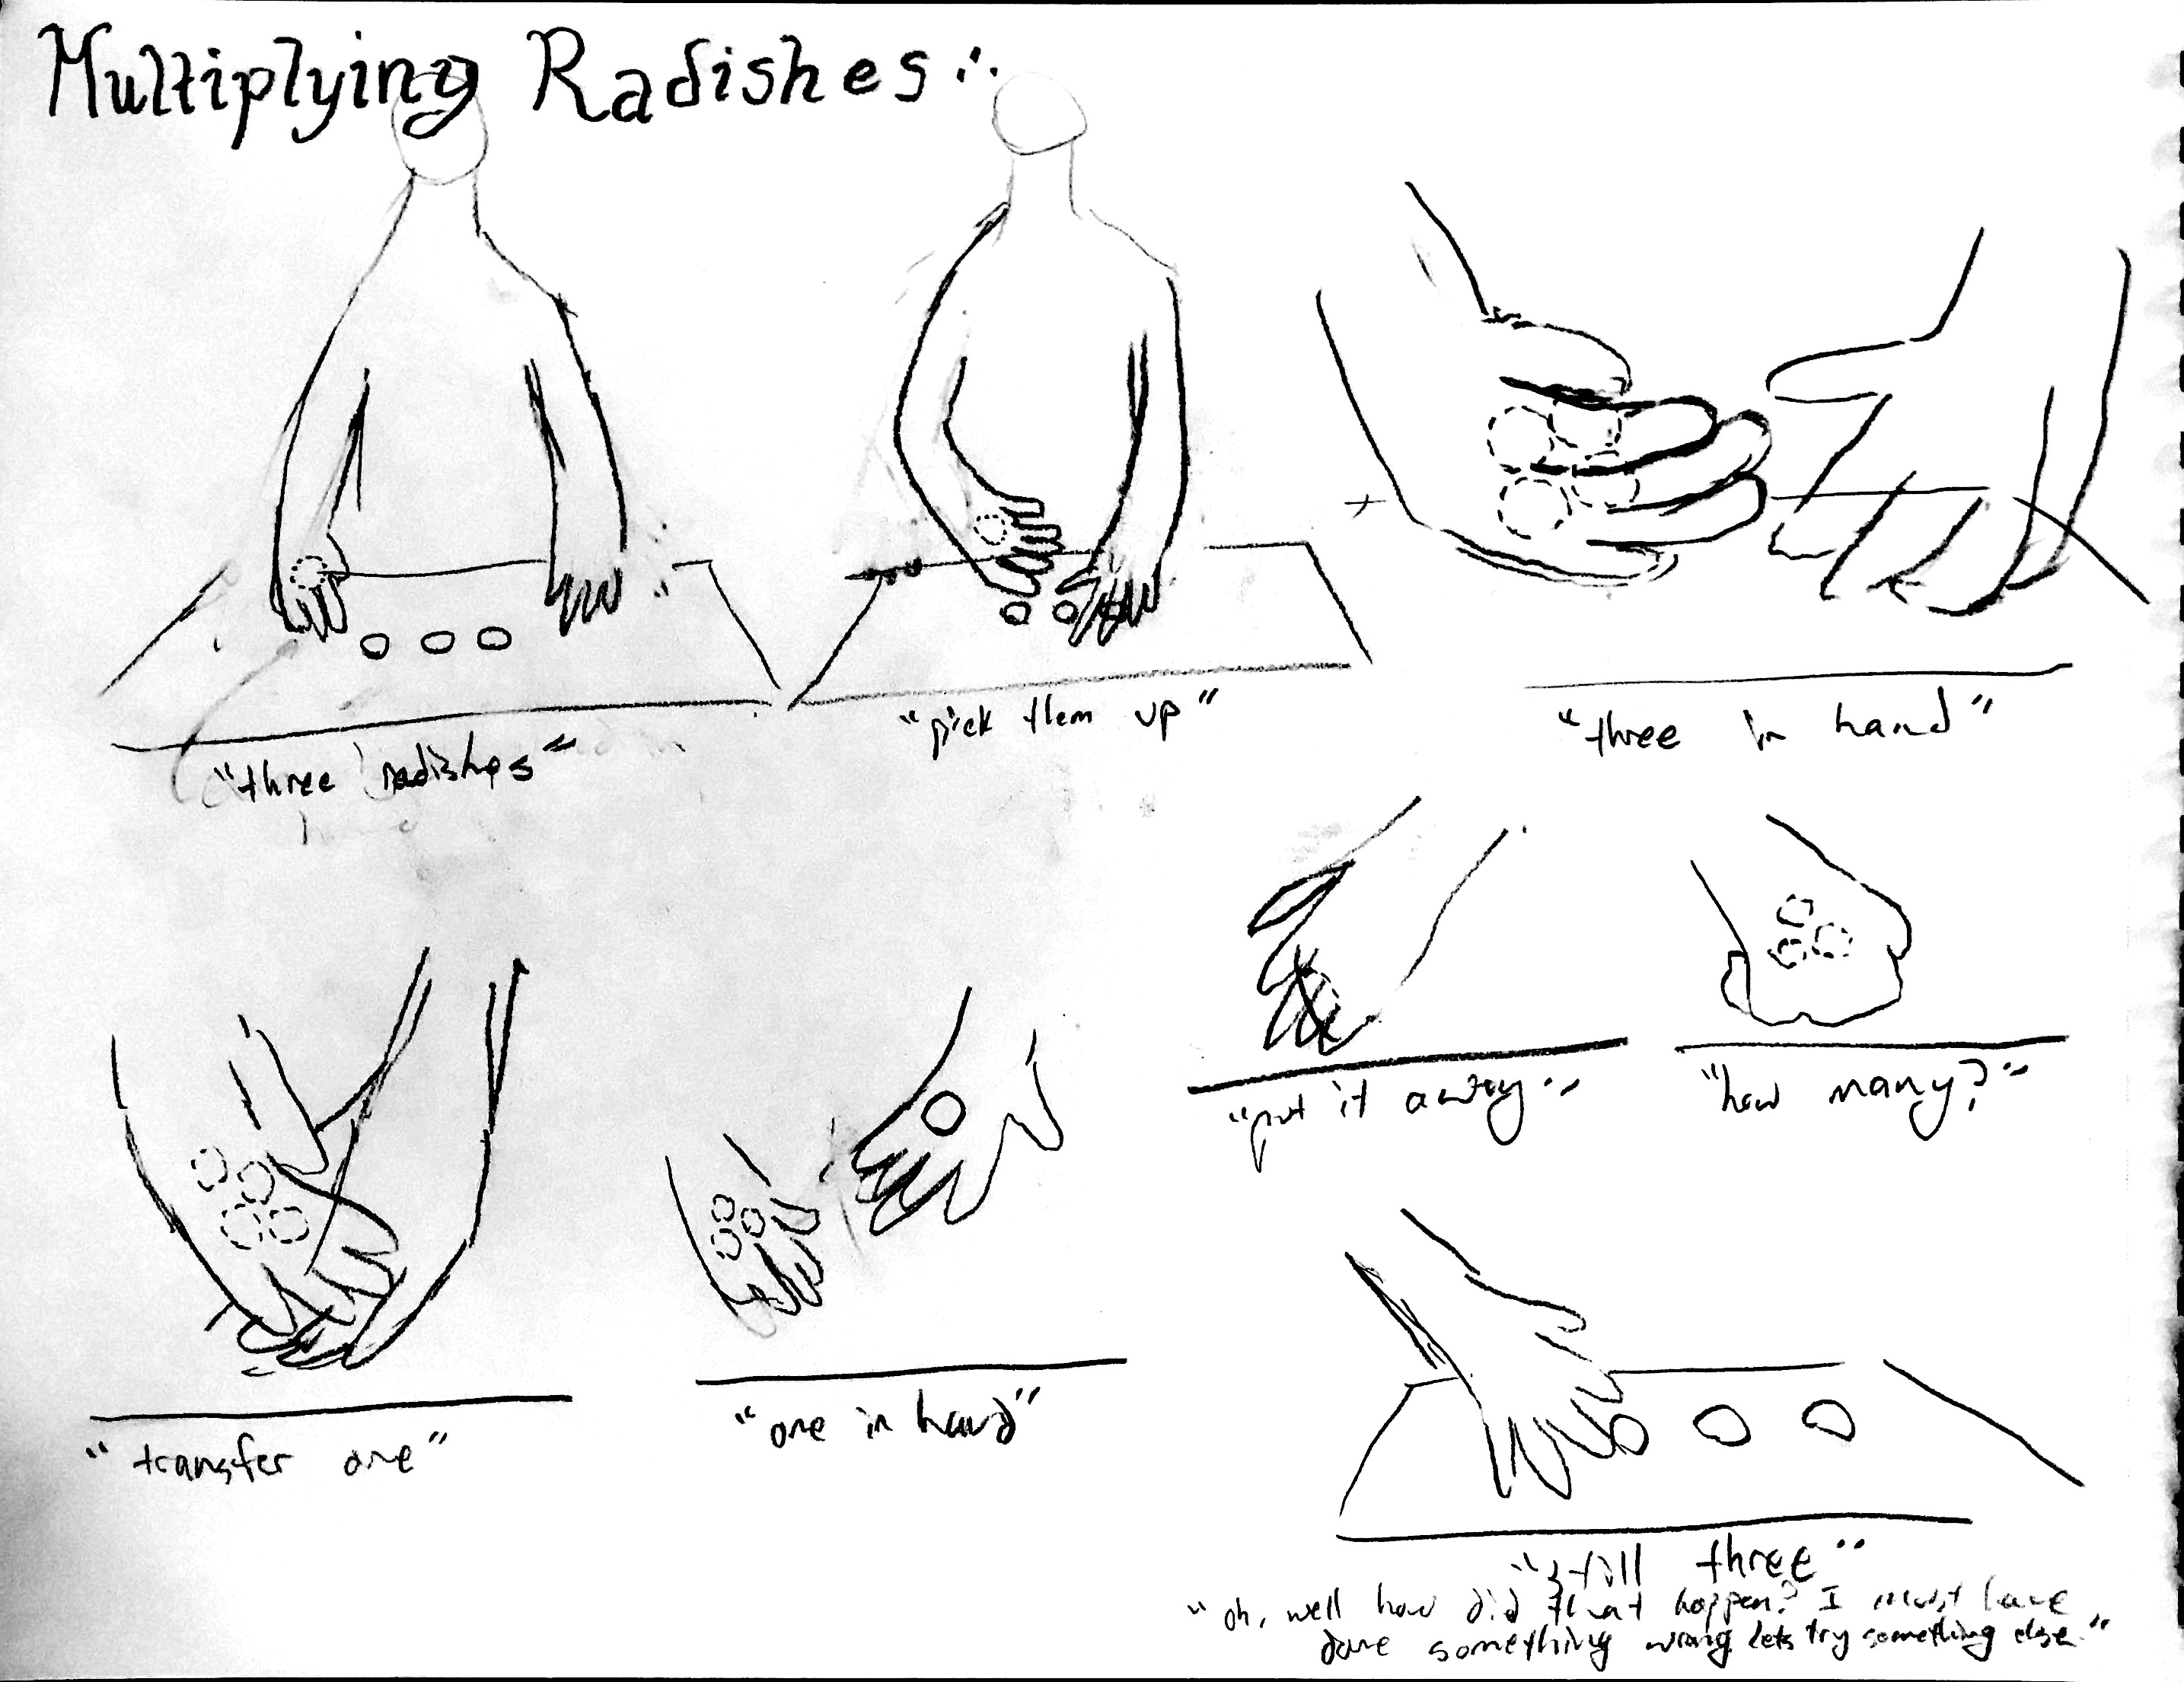 Multiplying Radishes:
"three radishes"
"pick them up"
"three in hand"
"transfer one"
"one in hand"
"put it away"
"how many?"
"still three"
"oh, well how did that happen? I must have
done something wrong lets try something else."